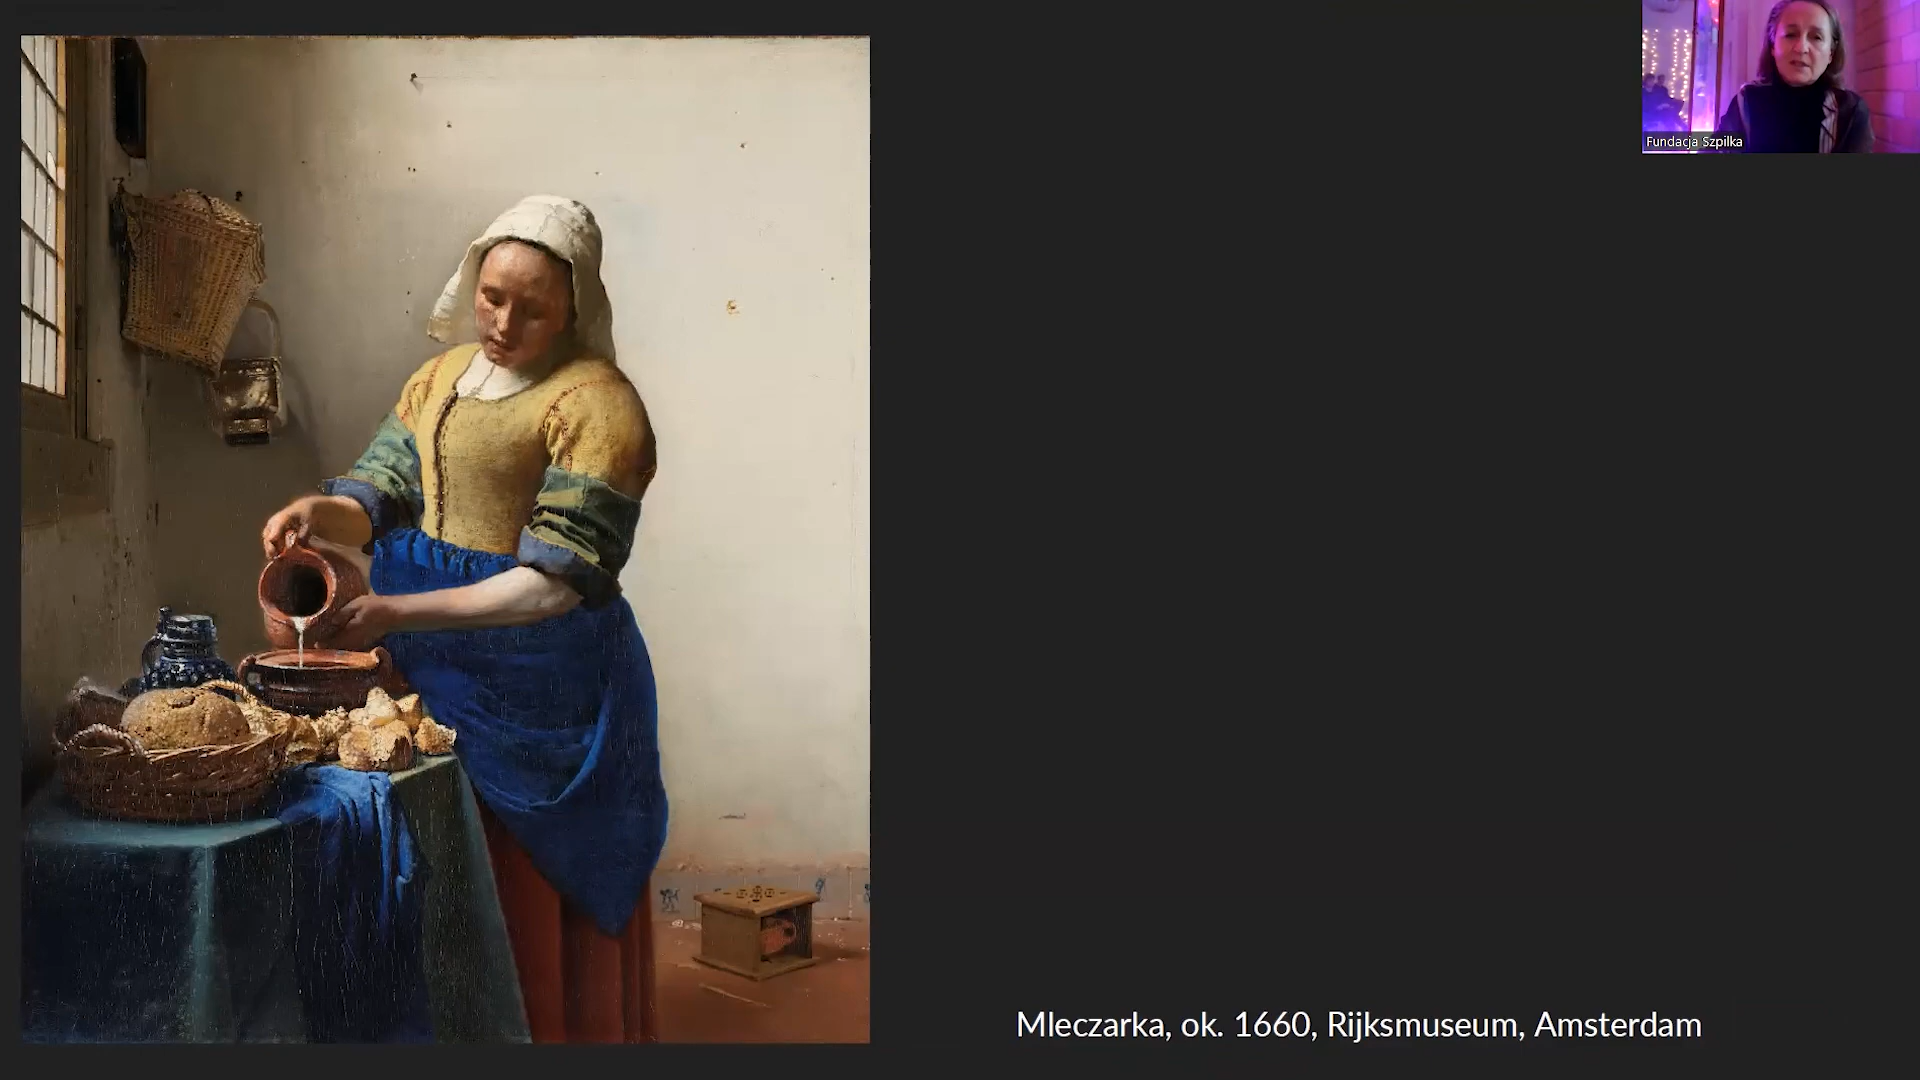 Fundacja Szpilka
Mleczarka, ok. 1660, Rijksmuseum, Amsterdam